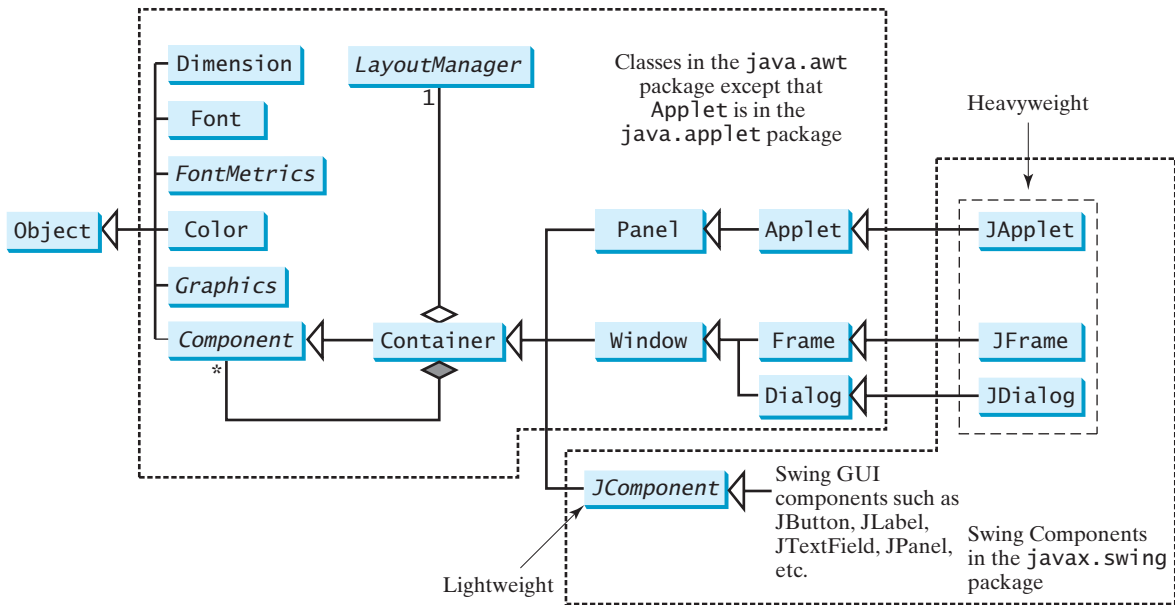 Dimension
LayoutManager
1
Classes in the java.awt
package except that
Applet is in the
java.applet package
Heavyweight
Font
FontMetrics
Object
Color
Panel
Applet
JApplet
Graphics
Component
*
Container
Window
Frame
JFrame
Dialog
JDialog
JComponent
Swing GUI
components such as
JButton, JLabel,
JTextField, JPanel,
etc.
Swing Components
in the javax.swing
package
Lightweight